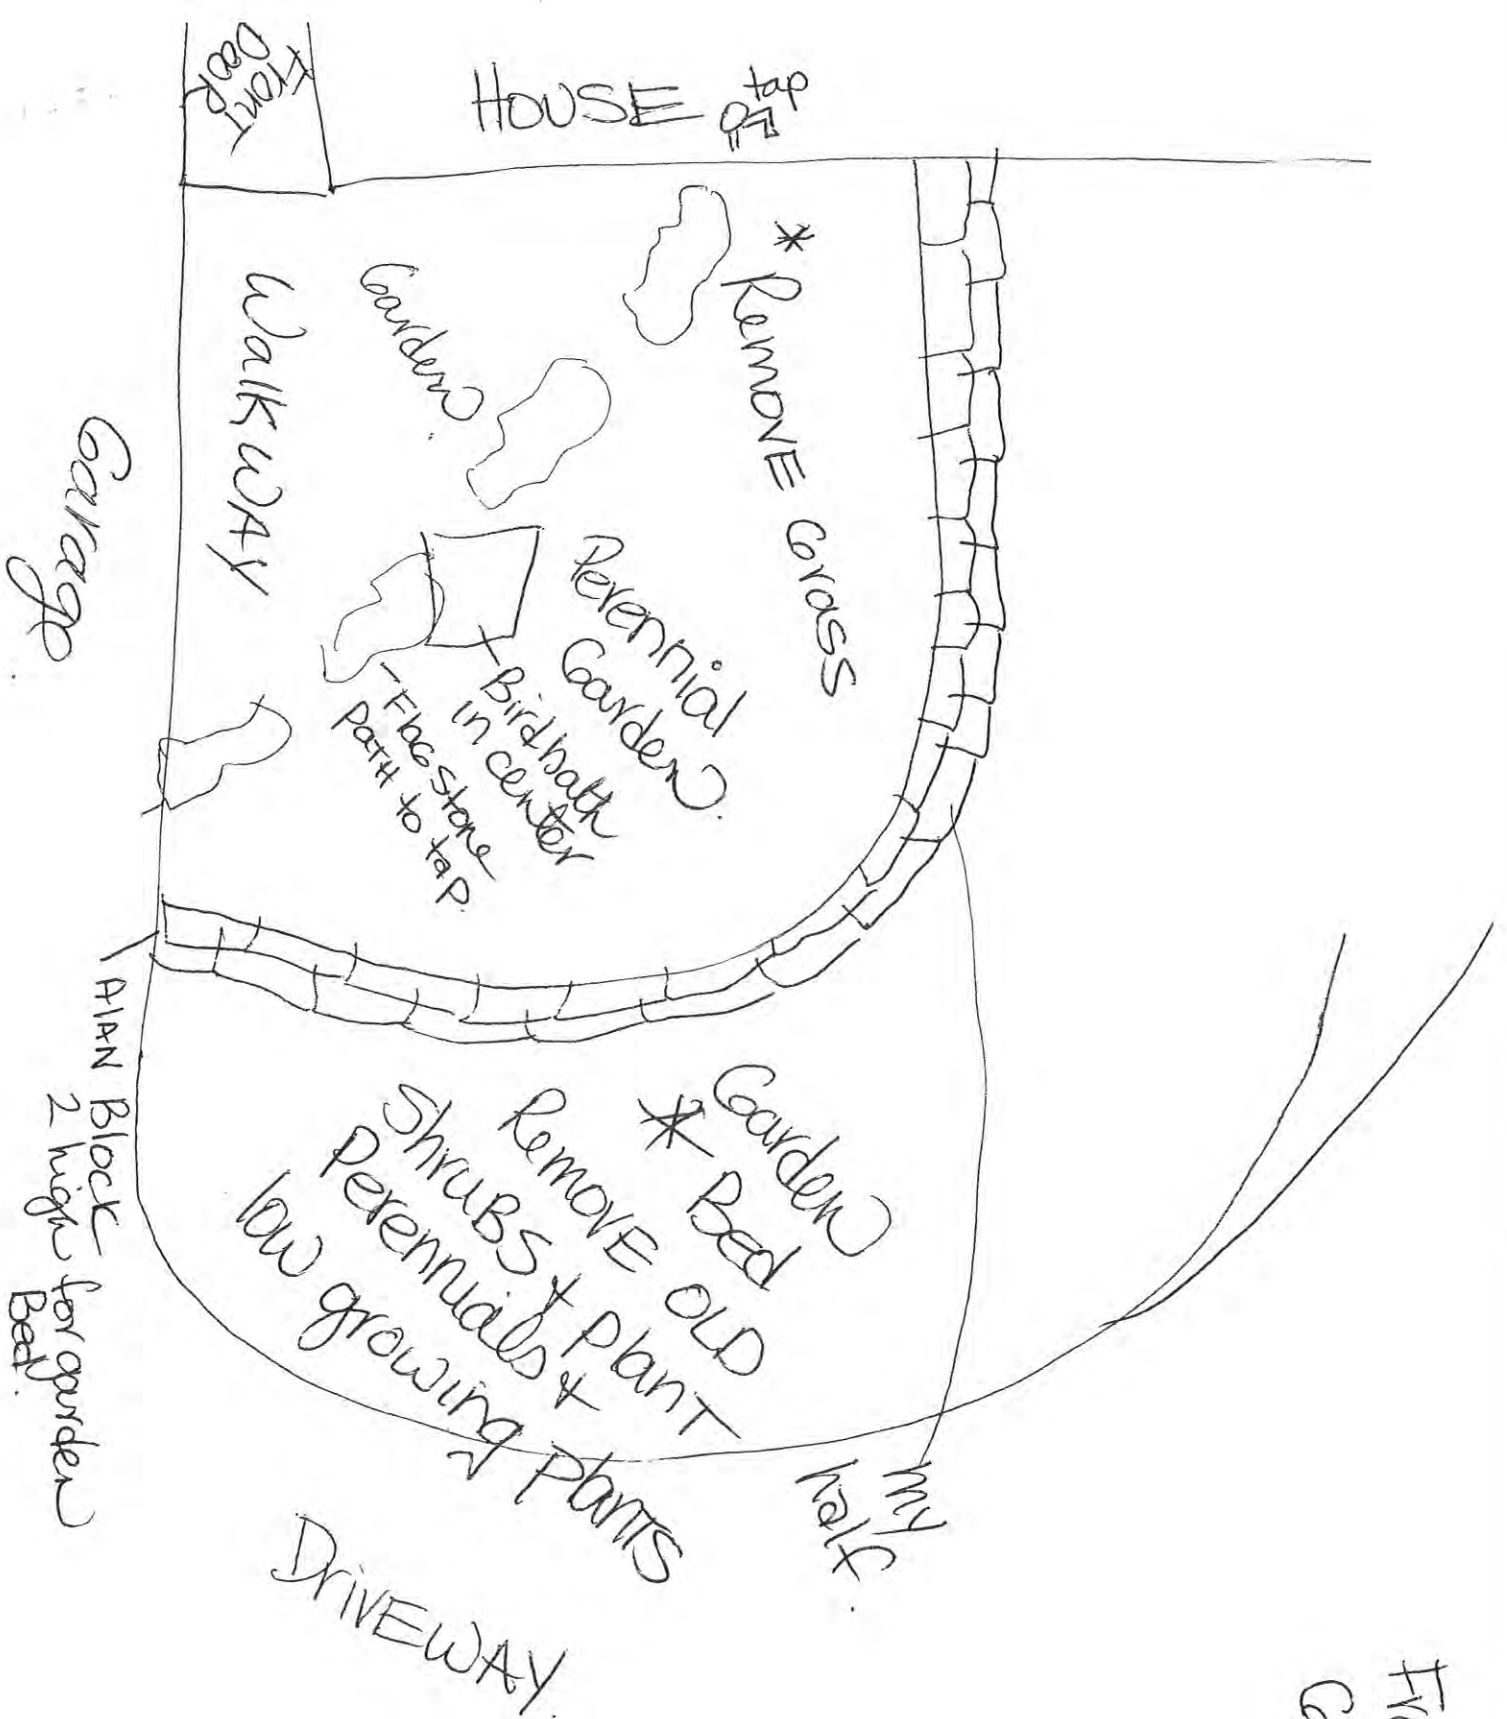 Front
Door
HOUSE
tap
Walkway
Garage
Garden
* Remove Grass
Perennial
Garden
Birdbath
in center
Flagstone
path to tap.
AlAN Block
2 high for garden
Bed.
Garden
* Bed
Remove OLD
Shrubs & Plant
Perennials &
low growing Plants
my
half.
DRIVEWAY.